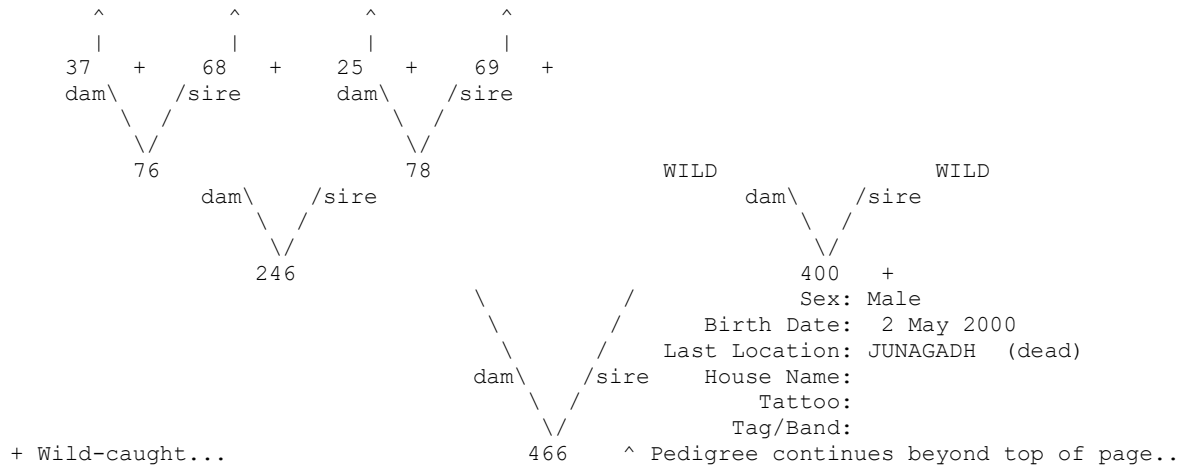 ^ ^ ^ ^
| | | |
37 + 68 + 25 + 69 +
dam\ /sire dam\ /sire
\ / \ /
\/ \/
76 78 WILD WILD
dam\ /sire dam\ /sire
\ / \ /
\/ \/
246 400 +
\ / Sex: Male
\ / Birth Date: 2 May 2000
\ / Last Location: JUNAGADH (dead)
dam\ /sire House Name:
\ / Tattoo:
\/ Tag/Band:
+ Wild-caught... 466 ^ Pedigree continues beyond top of page..